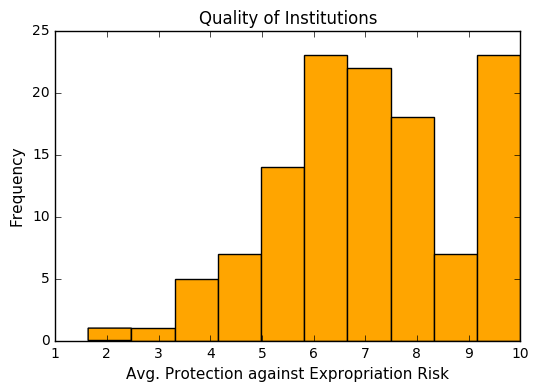 Quality of Institutions
25
20
15
10
5
0
Frequency
1 2 3 4 5 6 7 8 9 10
Avg. Protection against Expropriation Risk